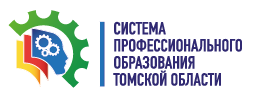 СИСТЕМА
ПРОФЕССИОНАЛЬНОГО
ОБРАЗОВАНИЯ
ТОМСКОЙ ОБЛАСТИ